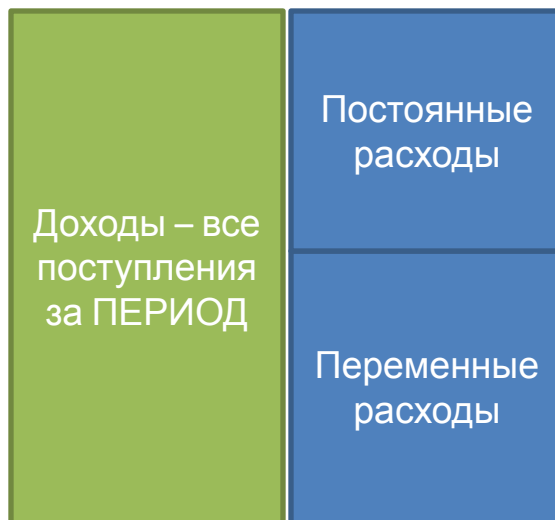 Доходы – все
поступления
за ПЕРИОД
Постоянные
расходы
Переменные
расходы